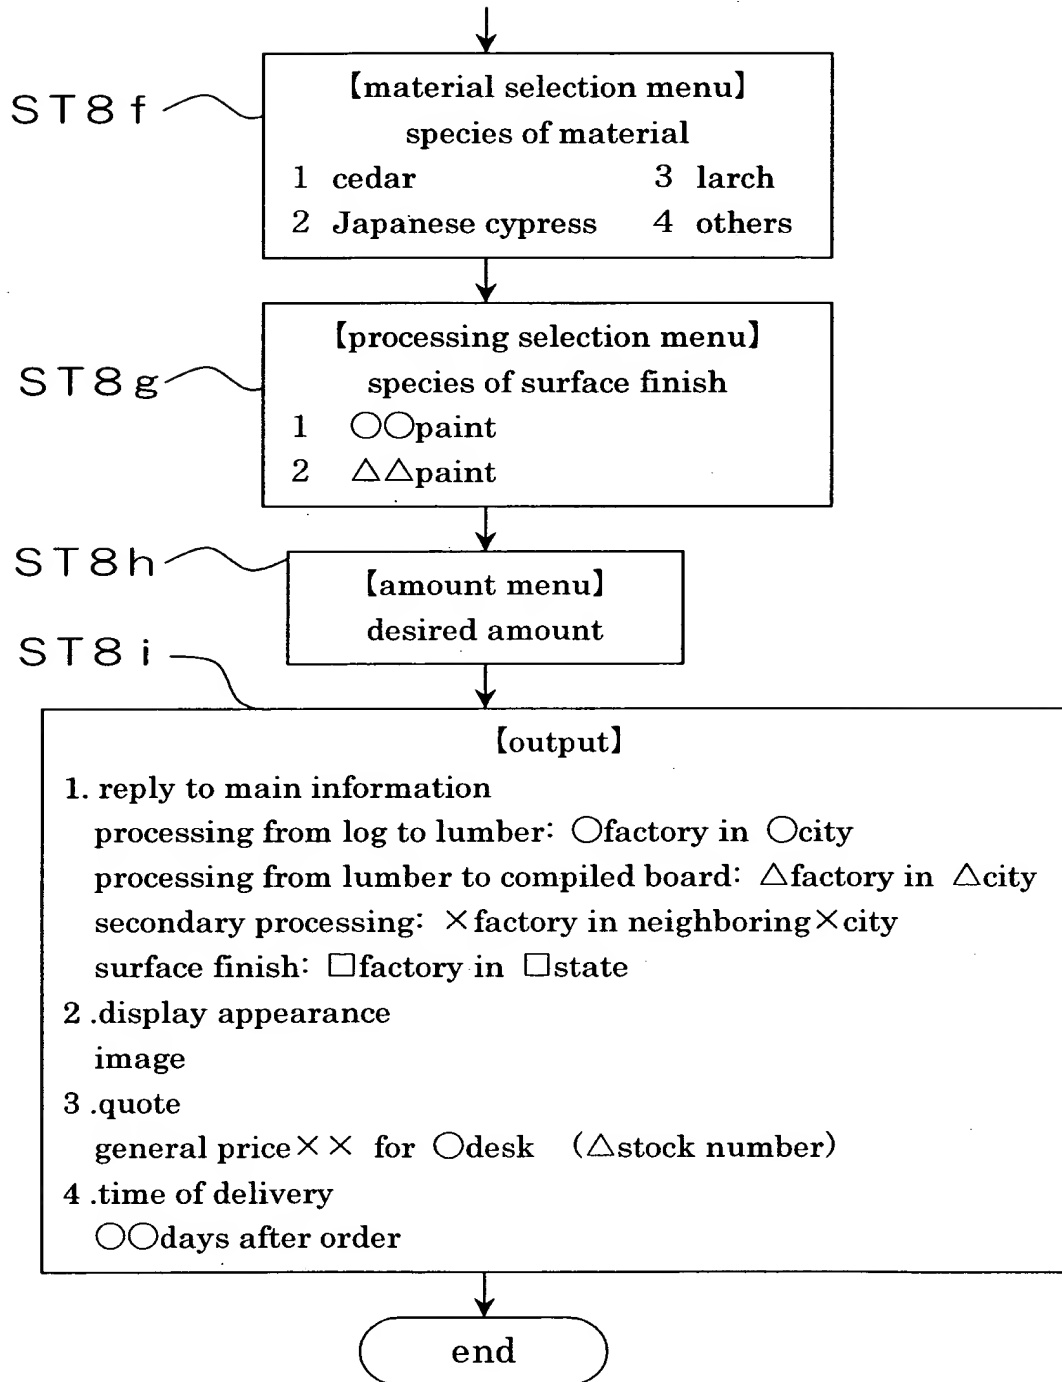 ST8f
【material selection menu】
species of material
1 cedar 3 larch
2 Japanese cypress 4 others
ST8g
【processing selection menu】
species of surface finish
1 ○○paint
2 △△paint
ST8h
【amount menu】
desired amount
ST8i
【output】
1. reply to main information
processing from log to lumber: ○factory in ○city
processing from lumber to compiled board: △factory in △city
secondary processing: ×factory in neighboring×city
surface finish: □factory in □state
2 .display appearance
image
3 .quote
general price×× for ○desk (△stock number)
4 .time of delivery
○○days after order
end